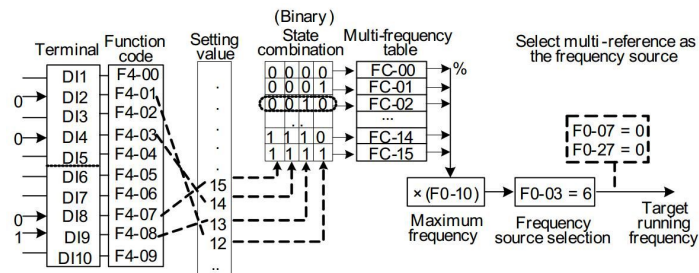 (Binary)
Terminal
Function code
Setting value
State combination
Multi-frequency table
Select multi-reference as the frequency source
DI1
F4-00
0 0 0 0
FC-00
%
0
DI2
F4-01
.
0 0 0 1
FC-01
DI3
F4-02
.
0 0 1 0
FC-02
0
DI4
F4-03
.
..
...
DI5
F4-04
.
1 1 1 0
FC-14
F0-07 = 0
DI6
F4-05
.
1 1 1 1
FC-15
F0-27 = 0
DI7
F4-06
15
0
DI8
F4-07
14
× (F0-10)
F0-03 = 6
1
DI9
F4-08
13
Maximum frequency
Frequency source selection
Target running frequency
DI10
F4-09
12
..